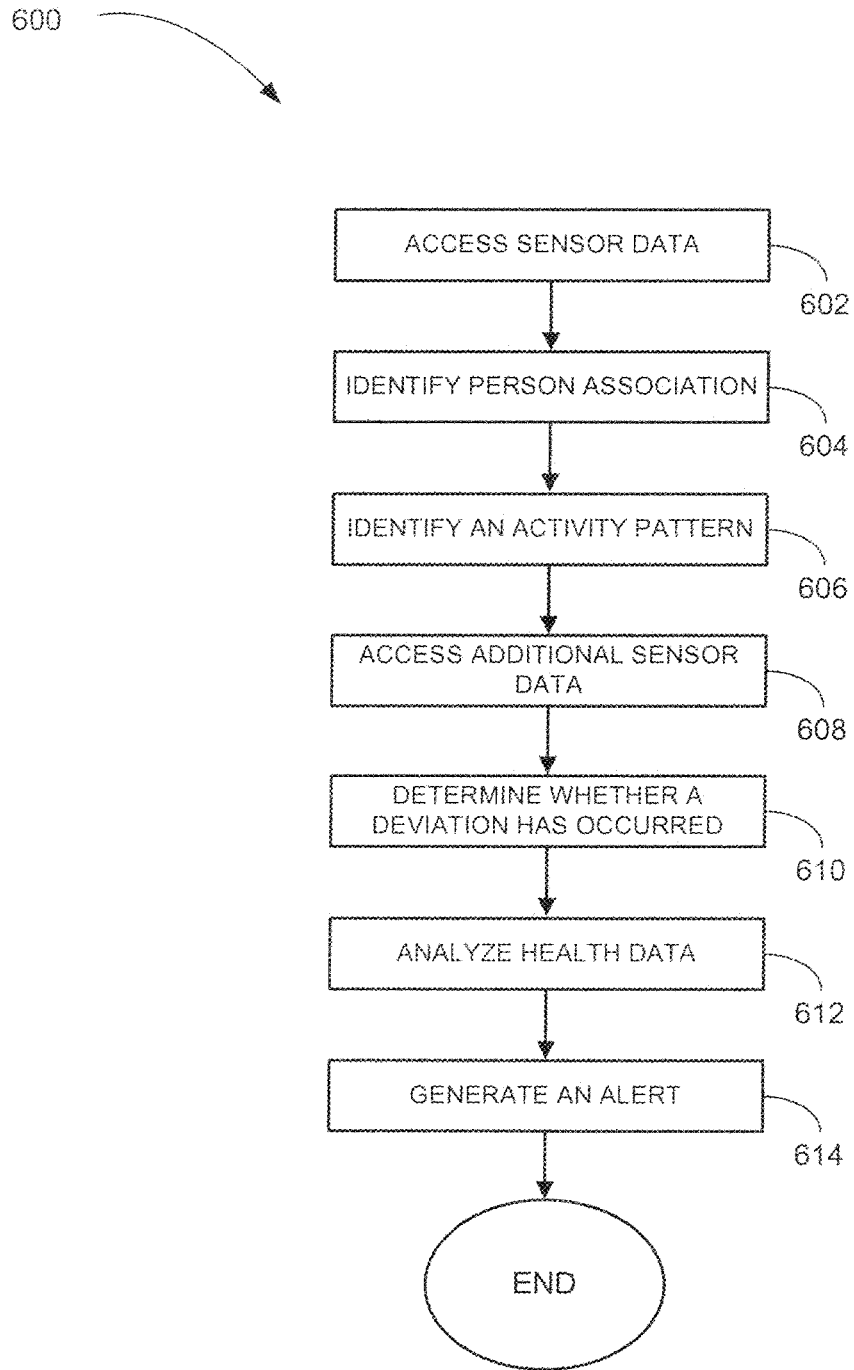 600
ACCESS SENSOR DATA
602
IDENTIFY PERSON ASSOCIATION
604
IDENTIFY AN ACTIVITY PATTERN
606
ACCESS ADDITIONAL SENSOR
DATA
608
DETERMINE WHETHER A
DEVIATION HAS OCCURRED
610
ANALYZE HEALTH DATA
612
GENERATE AN ALERT
614
END